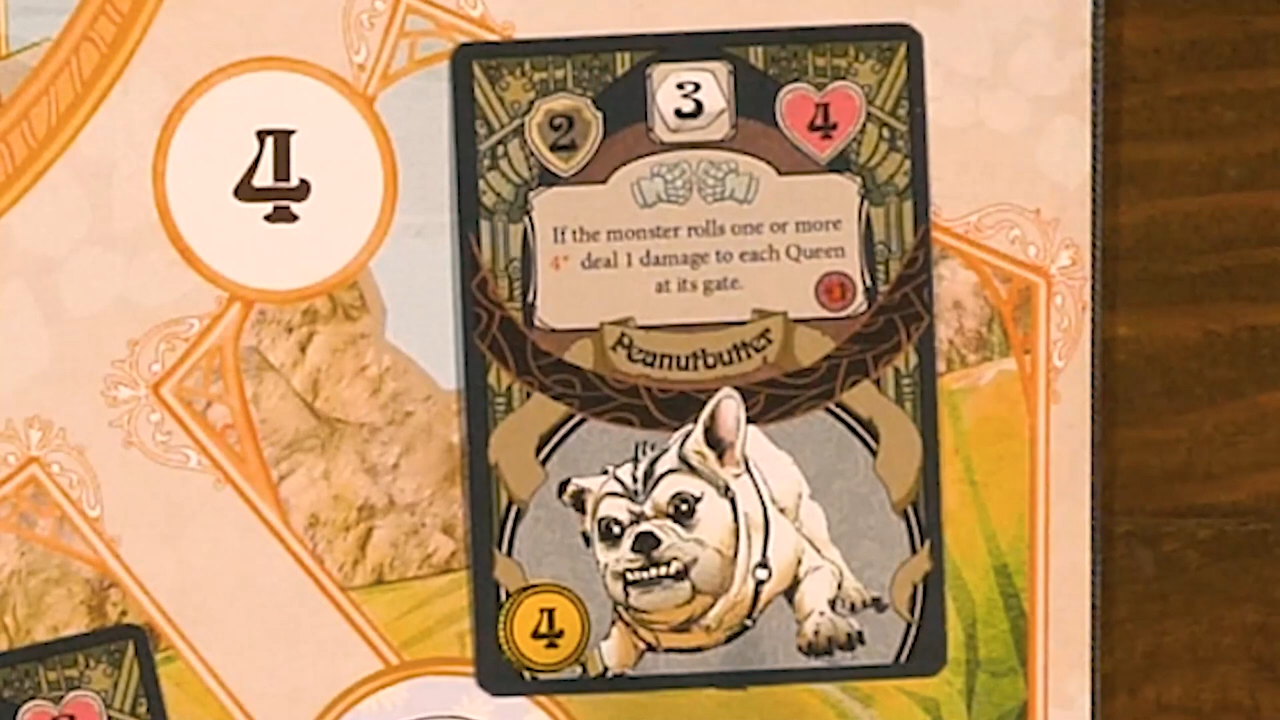 4
2
3
4
If the monster rolls one or more
4+ deal 1 damage to each Queen
at its gate.
Peanutbutter
4